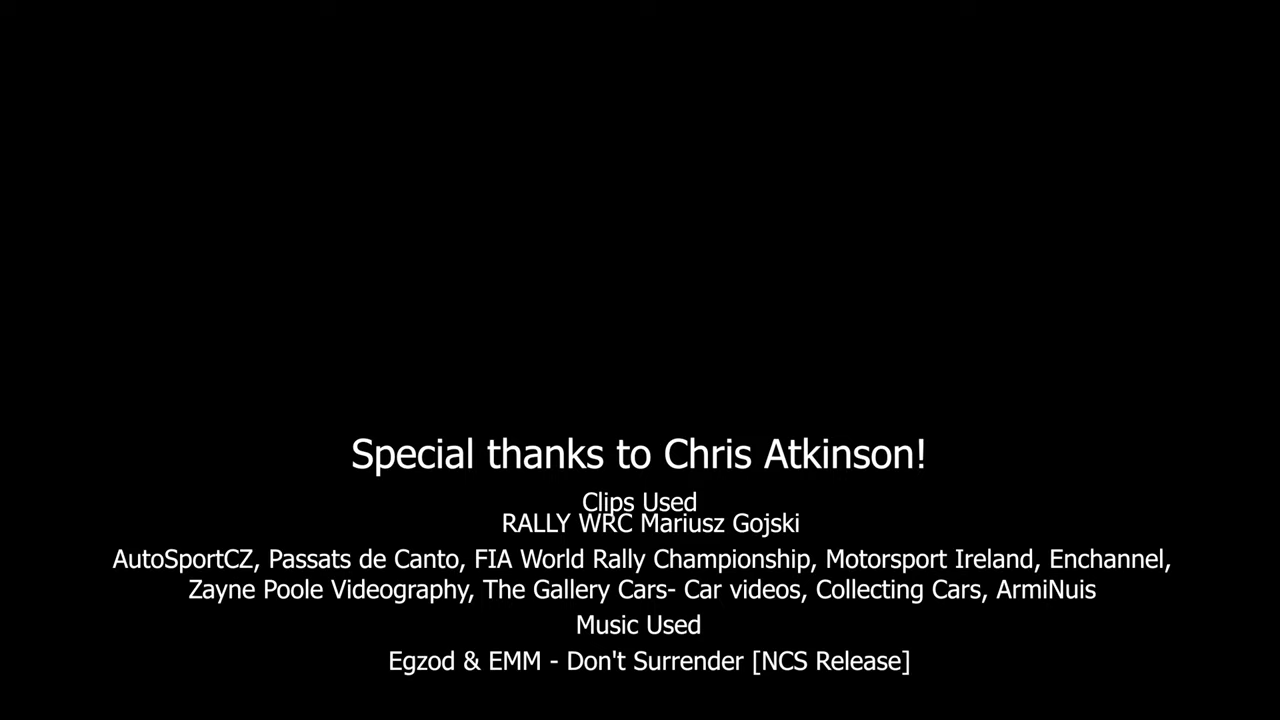 Special thanks to Chris Atkinson!
Clips Used
RALLY WRC Mariusz Gojski
AutoSportCZ, Passats de Canto, FIA World Rally Championship, Motorsport Ireland, Enchannel,
Zayne Poole Videography, The Gallery Cars- Car videos, Collecting Cars, ArmiNuis
Music Used
Egzod & EMM - Don't Surrender [NCS Release]